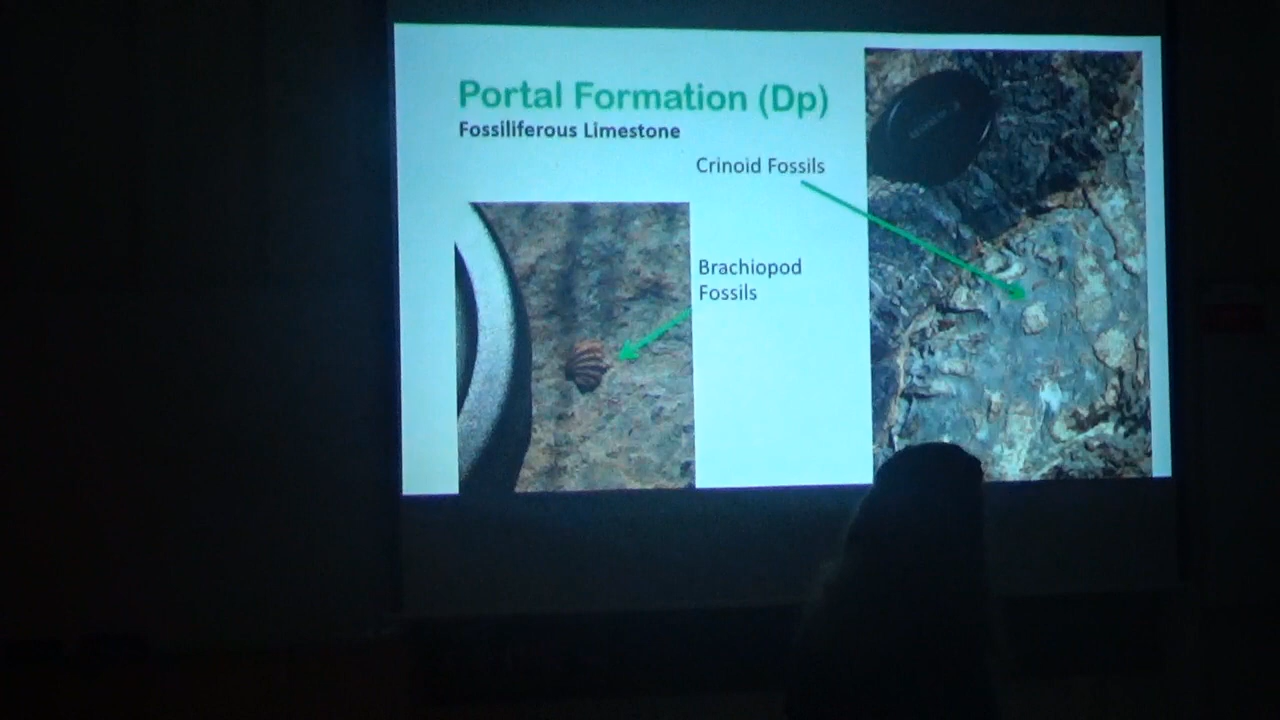 Portal Formation (Dp)
Fossiliferous Limestone
Crinoid Fossils
Brachiopod
Fossils